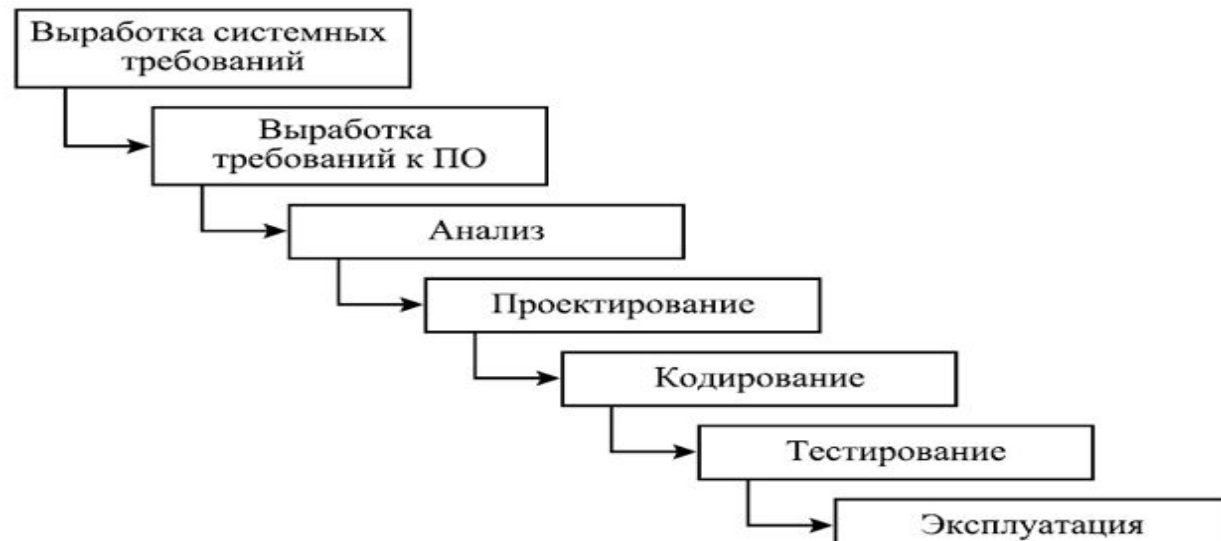 Выработка системных
требований
Выработка
требований к ПО
Анализ
Проектирование
Кодирование
Тестирование
Эксплуатация